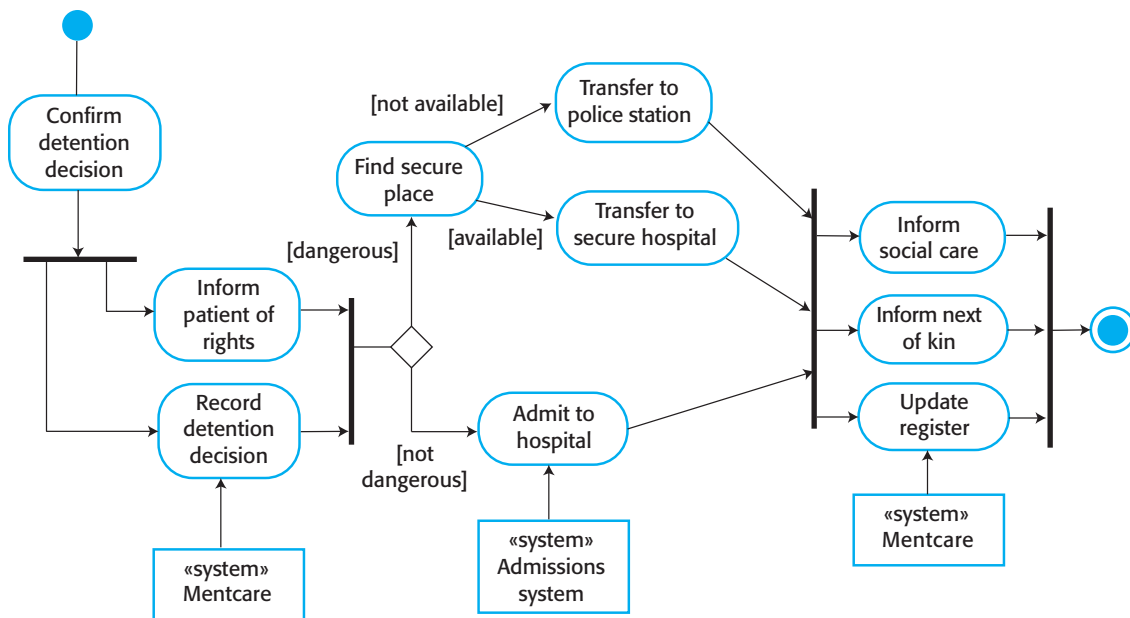 Confirm
detention
decision
Inform
patient of
rights
Record
detention
decision
«system»
Mentcare
[dangerous]
[not
dangerous]
Find secure
place
[not available]
[available]
Transfer to
police station
Transfer to
secure hospital
Admit to
hospital
«system»
Admissions
system
Inform
social care
Inform next
of kin
Update
register
«system»
Mentcare